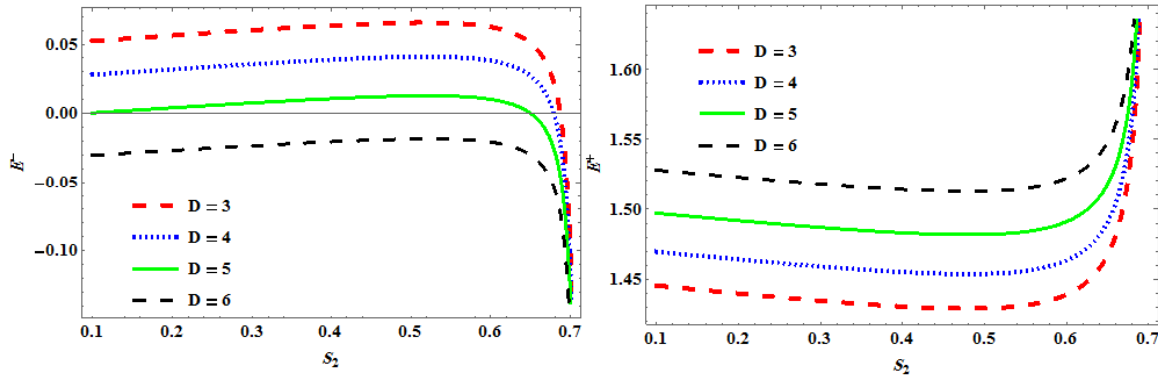 0.05
0.00
−0.05
−0.10
E⁻
D = 3
D = 4
D = 5
D = 6
0.1 0.2 0.3 0.4 0.5 0.6 0.7
S₂
1.60
1.55
1.50
1.45
E⁺
D = 3
D = 4
D = 5
D = 6
0.1 0.2 0.3 0.4 0.5 0.6 0.7
S₂